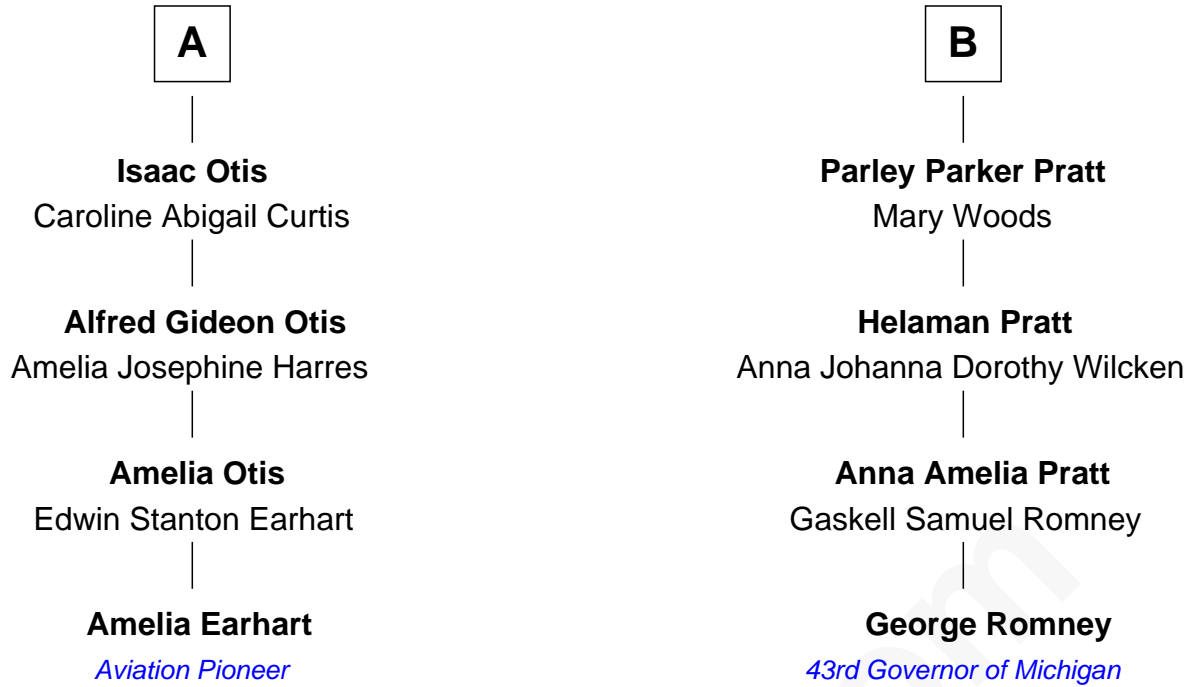 A
Isaac Otis
Caroline Abigail Curtis
Alfred Gideon Otis
Amelia Josephine Harres
Amelia Otis
Edwin Stanton Earhart
Amelia Earhart
Aviation Pioneer
B
Parley Parker Pratt
Mary Woods
Helaman Pratt
Anna Johanna Dorothy Wilcken
Anna Amelia Pratt
Gaskell Samuel Romney
George Romney
43rd Governor of Michigan